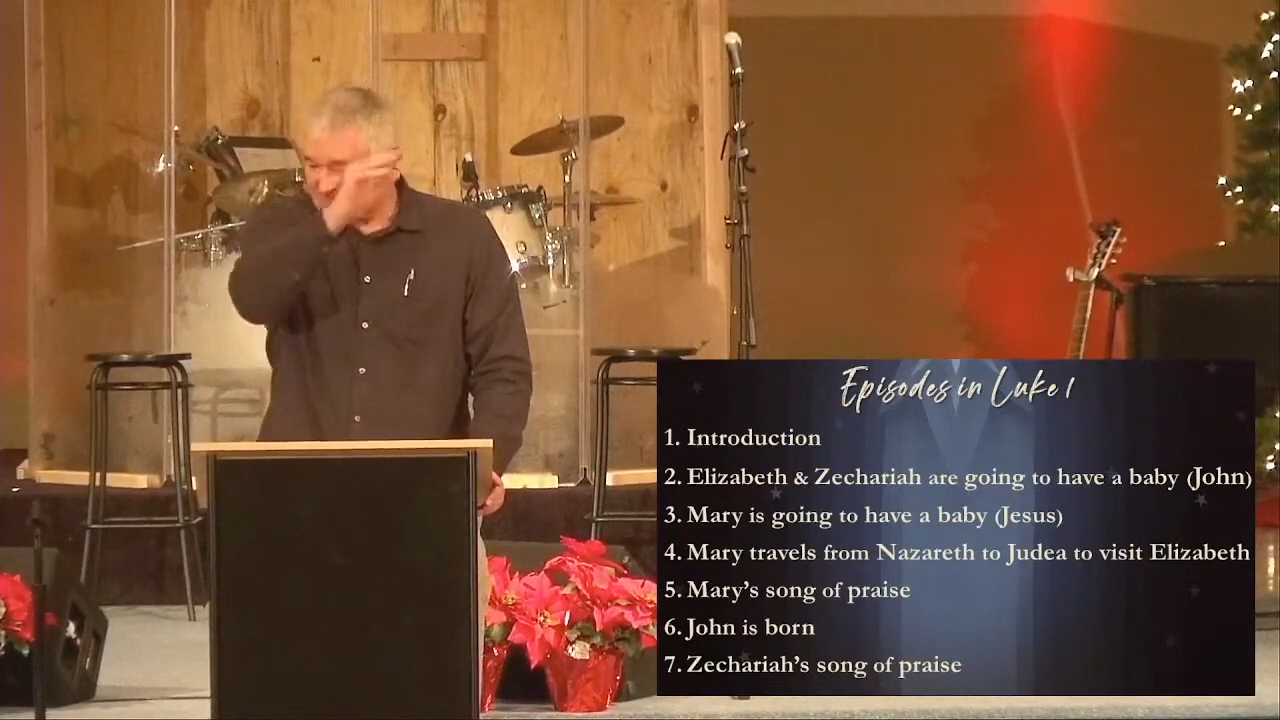 Episodes in Luke 1
1. Introduction
2. Elizabeth & Zechariah are going to have a baby (John)
3. Mary is going to have a baby (Jesus)
4. Mary travels from Nazareth to Judea to visit Elizabeth
5. Mary's song of praise
6. John is born
7. Zechariah's song of praise